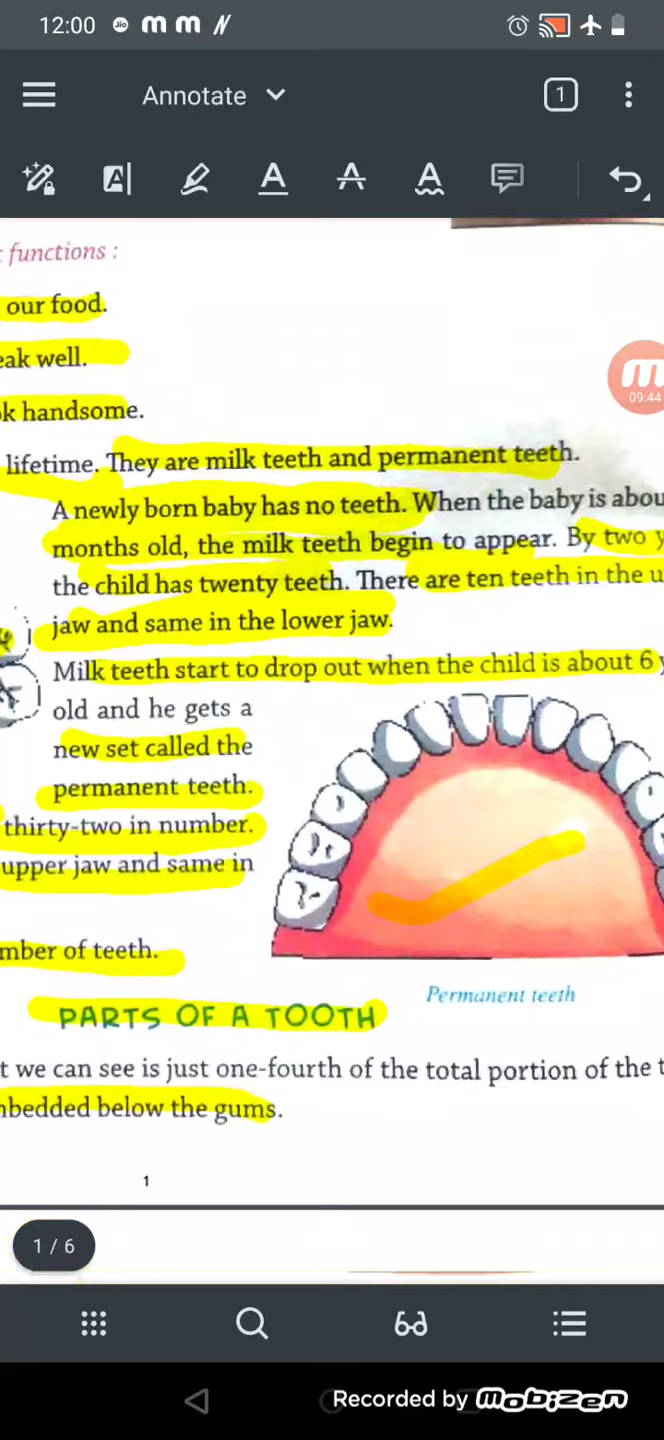 12:00
Annotate
1
functions :
our food.
eak well.
ok handsome.
09:44
lifetime. They are milk teeth and permanent teeth.
A newly born baby has no teeth. When the baby is abou
months old, the milk teeth begin to appear. By two y
the child has twenty teeth. There are ten teeth in the u
jaw and same in the lower jaw.
Milk teeth start to drop out when the child is about 6 y
old and he gets a
new set called the
permanent teeth.
thirty-two in number.
upper jaw and same in
mber of teeth.
Permanent teeth
PARTS OF A TOOTH
t we can see is just one-fourth of the total portion of the t
mbedded below the gums.
1
1 / 6
Recorded by mobizen